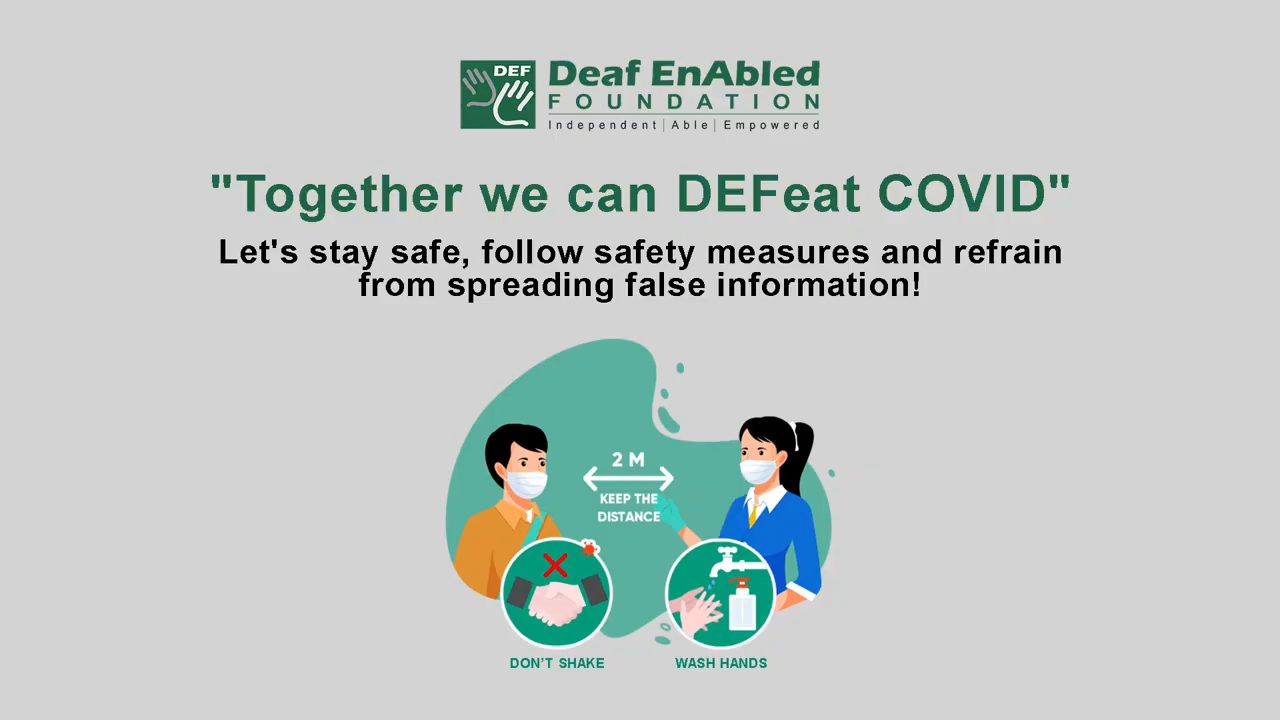 DEF
Deaf EnAbled
FOUNDATION
Independent | Able | Empowered
"Together we can DEFeat COVID"
Let's stay safe, follow safety measures and refrain
from spreading false information!
2 M
KEEP THE
DISTANCE
DON'T SHAKE
WASH HANDS